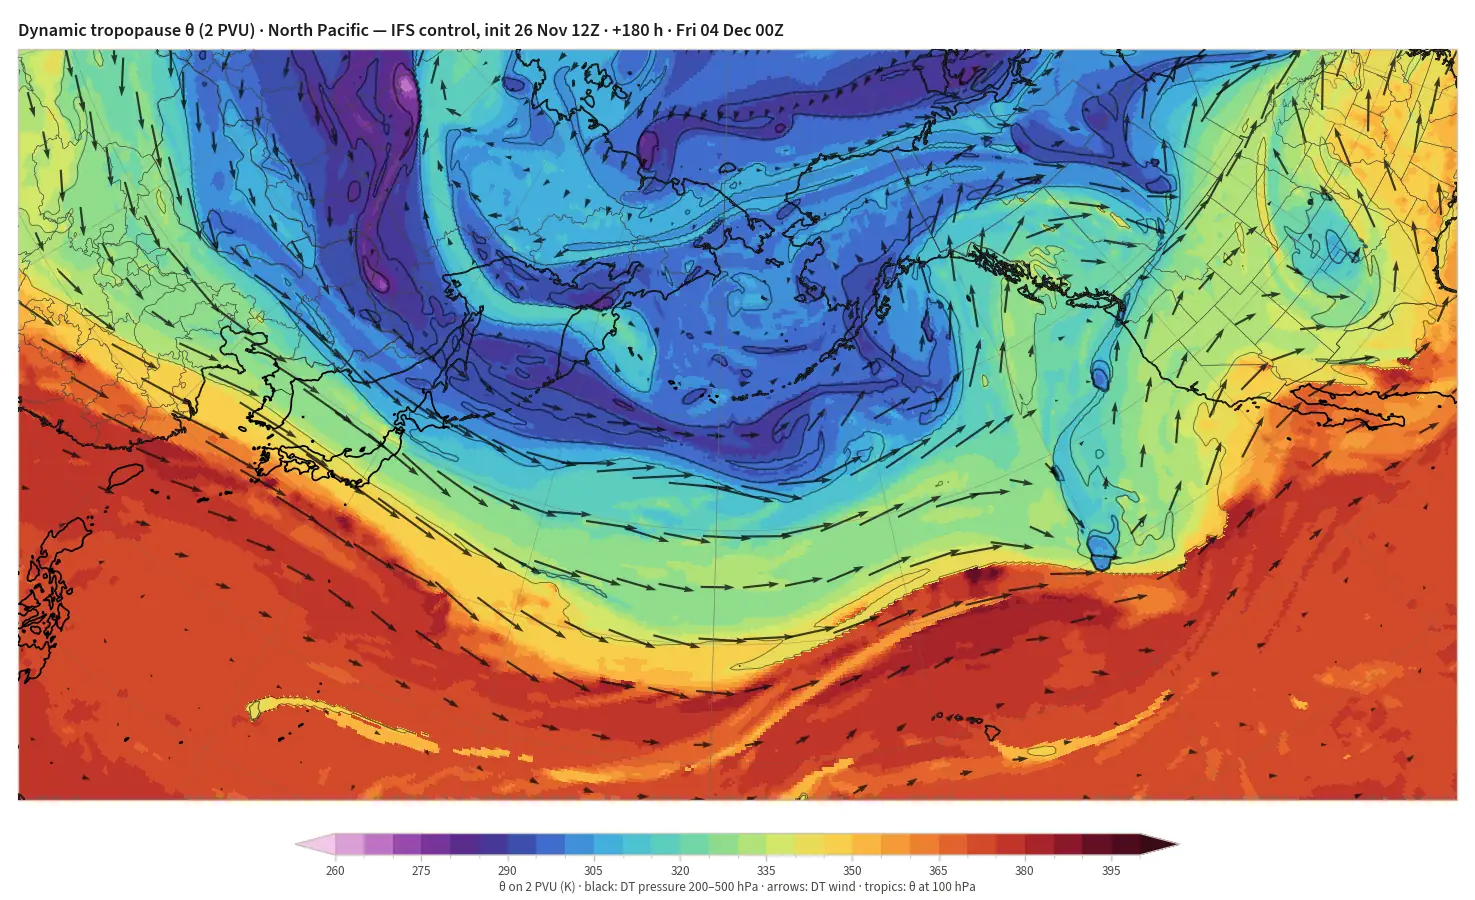 Dynamic tropopause θ (2 PVU) · North Pacific — IFS control, init 26 Nov 12Z · +180 h · Fri 04 Dec 00Z
260 275 290 305 320 335 350 365 380 395
θ on 2 PVU (K) · black: DT pressure 200–500 hPa · arrows: DT wind · tropics: θ at 100 hPa